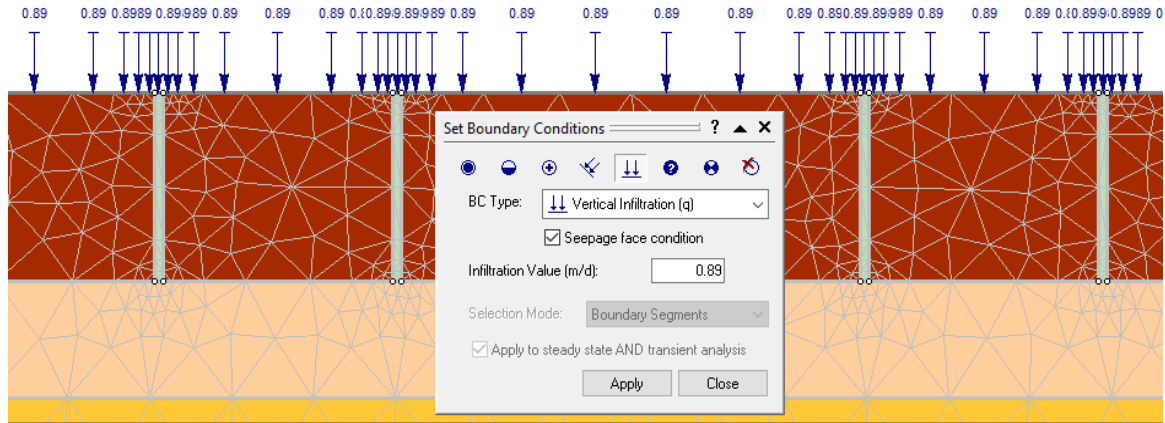 0.89 0.89 0.89 0.89 0.89 0.89 0.89 0.89 0.89 0.89 0.89 0.89 0.89 0.89 0.89
Set Boundary Conditions ?
BC Type: Vertical Infiltration (q)
Seepage face condition
Infiltration Value (m/d): 0.89
Selection Mode: Boundary Segments
Apply to steady state AND transient analysis
Apply Close